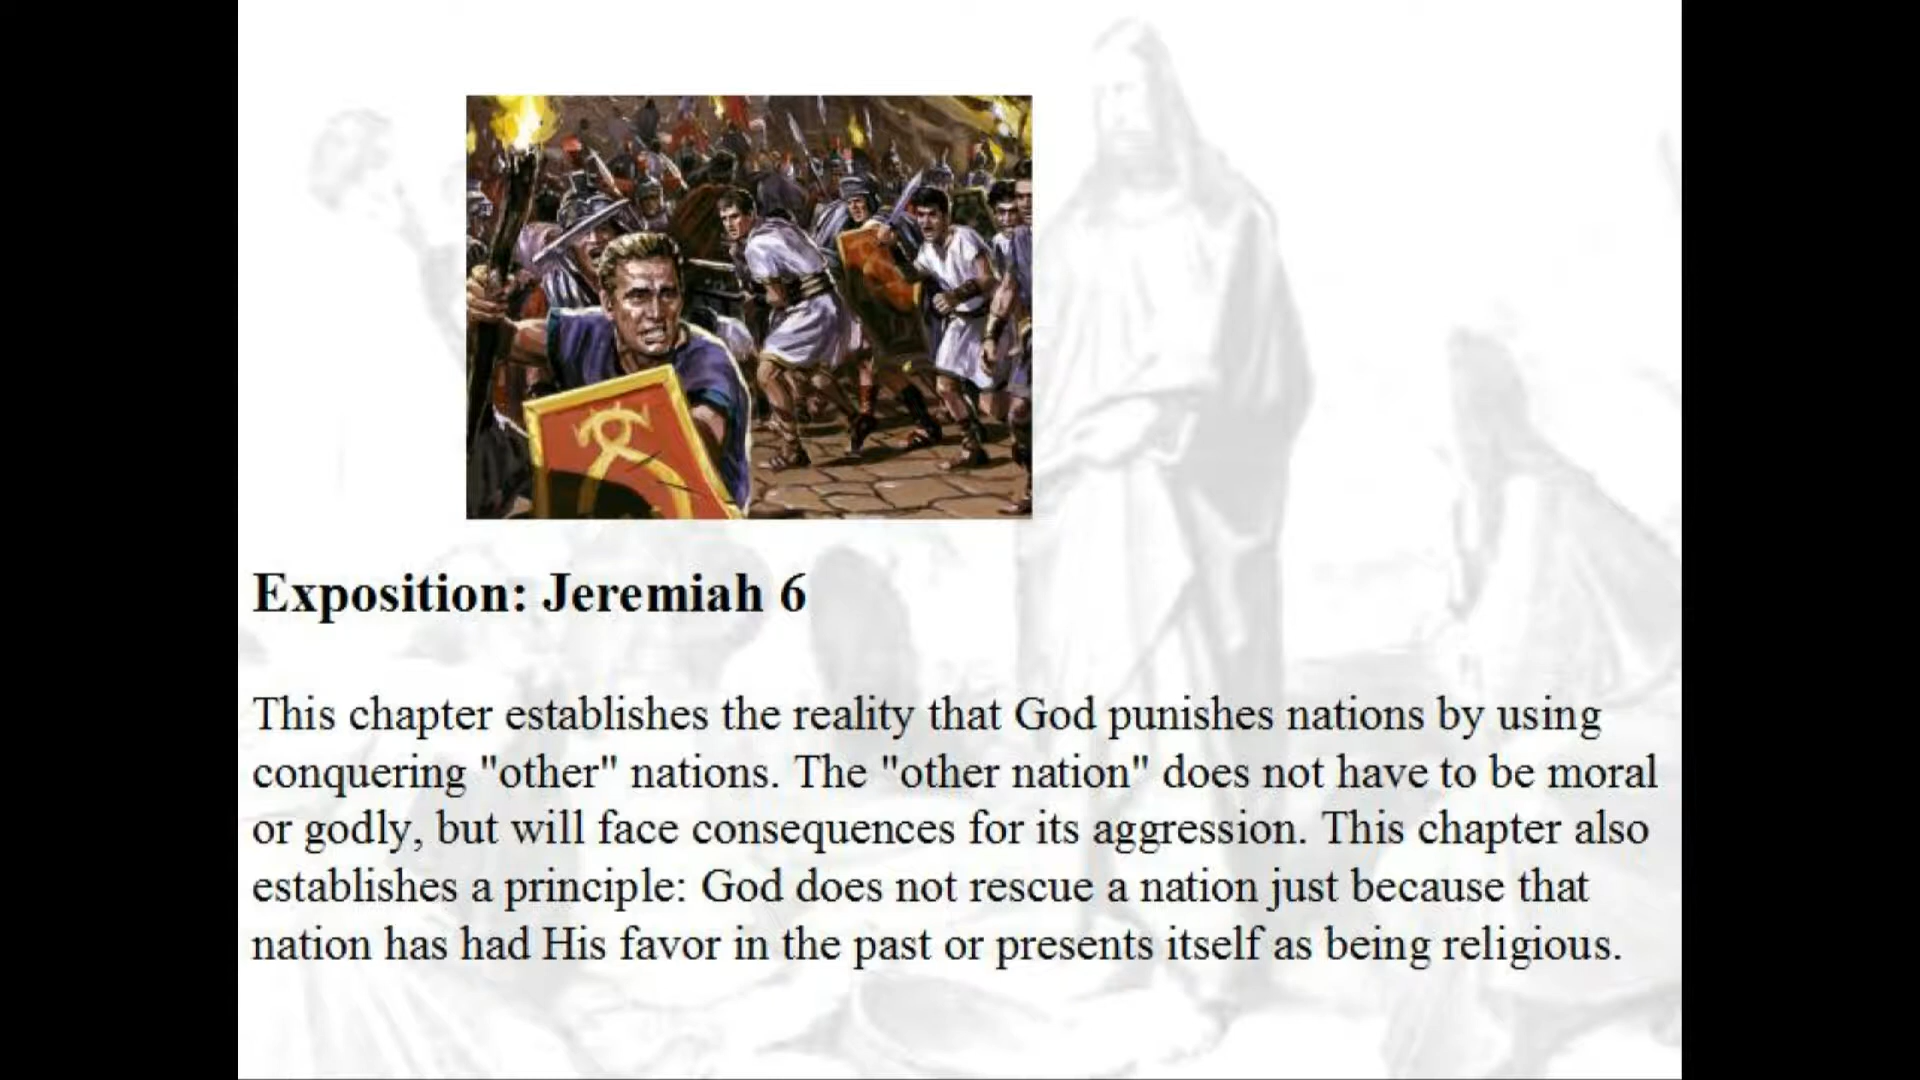 Exposition: Jeremiah 6
This chapter establishes the reality that God punishes nations by using
conquering "other" nations. The "other nation" does not have to be moral
or godly, but will face consequences for its aggression. This chapter also
establishes a principle: God does not rescue a nation just because that
nation has had His favor in the past or presents itself as being religious.